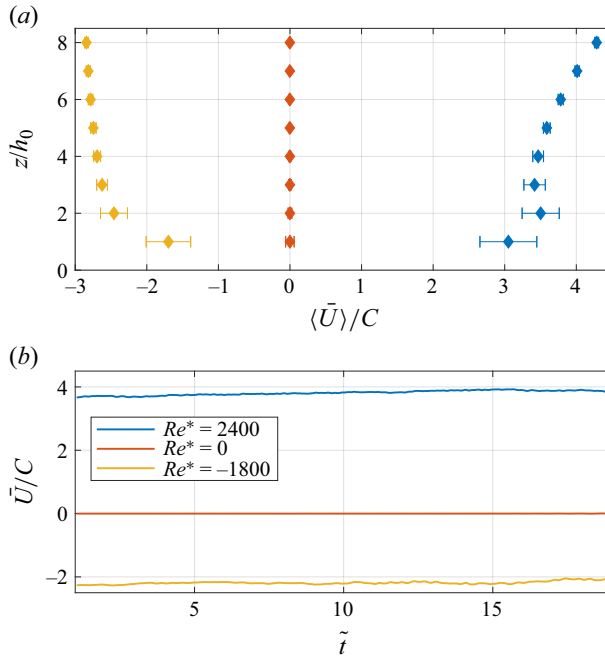 (a)
8
6
4
2
0
z/h₀
–3 –2 –1 0 1 2 3 4
⟨Ū⟩/C
(b)
4
2
0
–2
Ū/C
Re* = 2400
Re* = 0
Re* = –1800
5 10 15
t̃